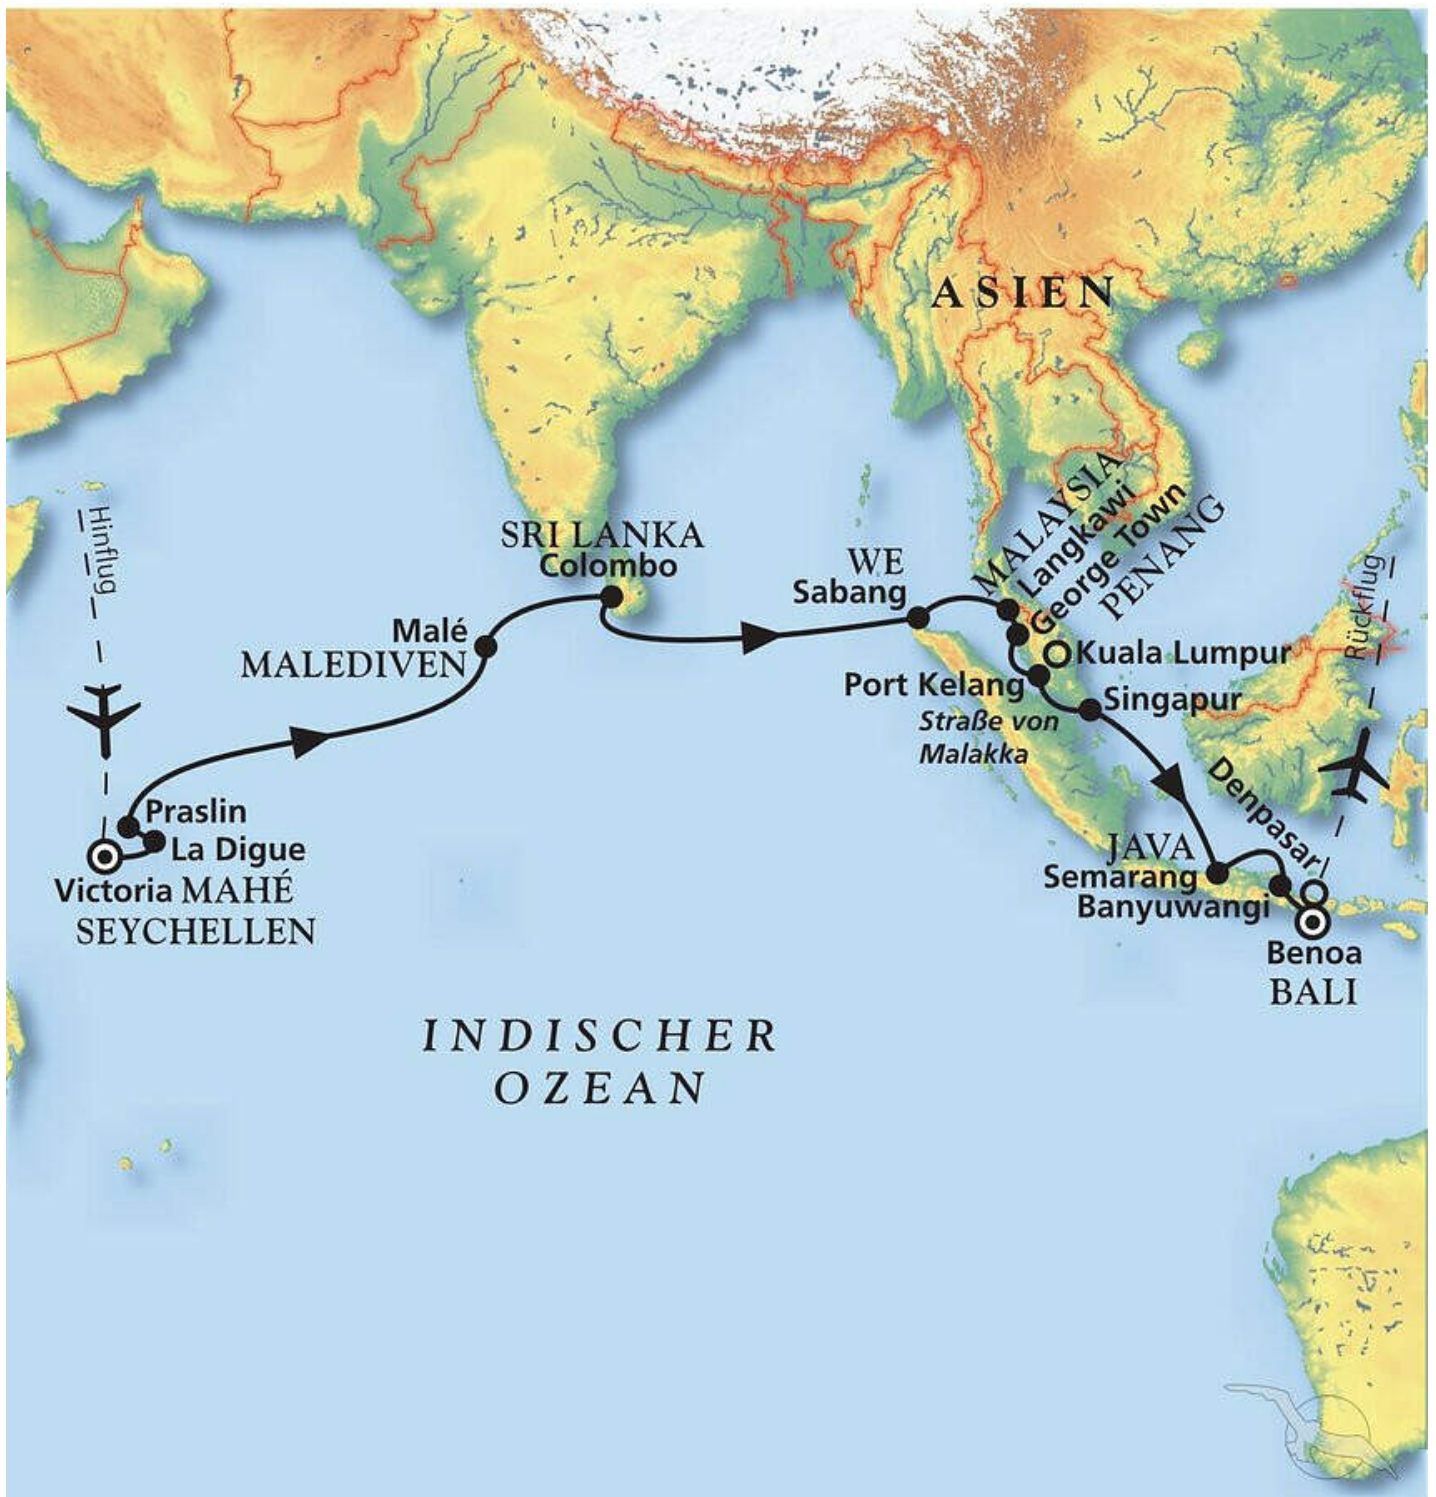 ASIEN
Hinflug
MALAYSIA
Langkawi
George Town
PENANG
SRI LANKA
Colombo
WE
Sabang
Rückflug
Malé
MALEDIVEN
Kuala Lumpur
Port Kelang
Singapur
Straße von
Malakka
Denpasar
Praslin
La Digue
Victoria MAHÉ
SEYCHELLEN
JAVA
Semarang
Banyuwangi
Benoa
BALI
INDISCHER
OZEAN